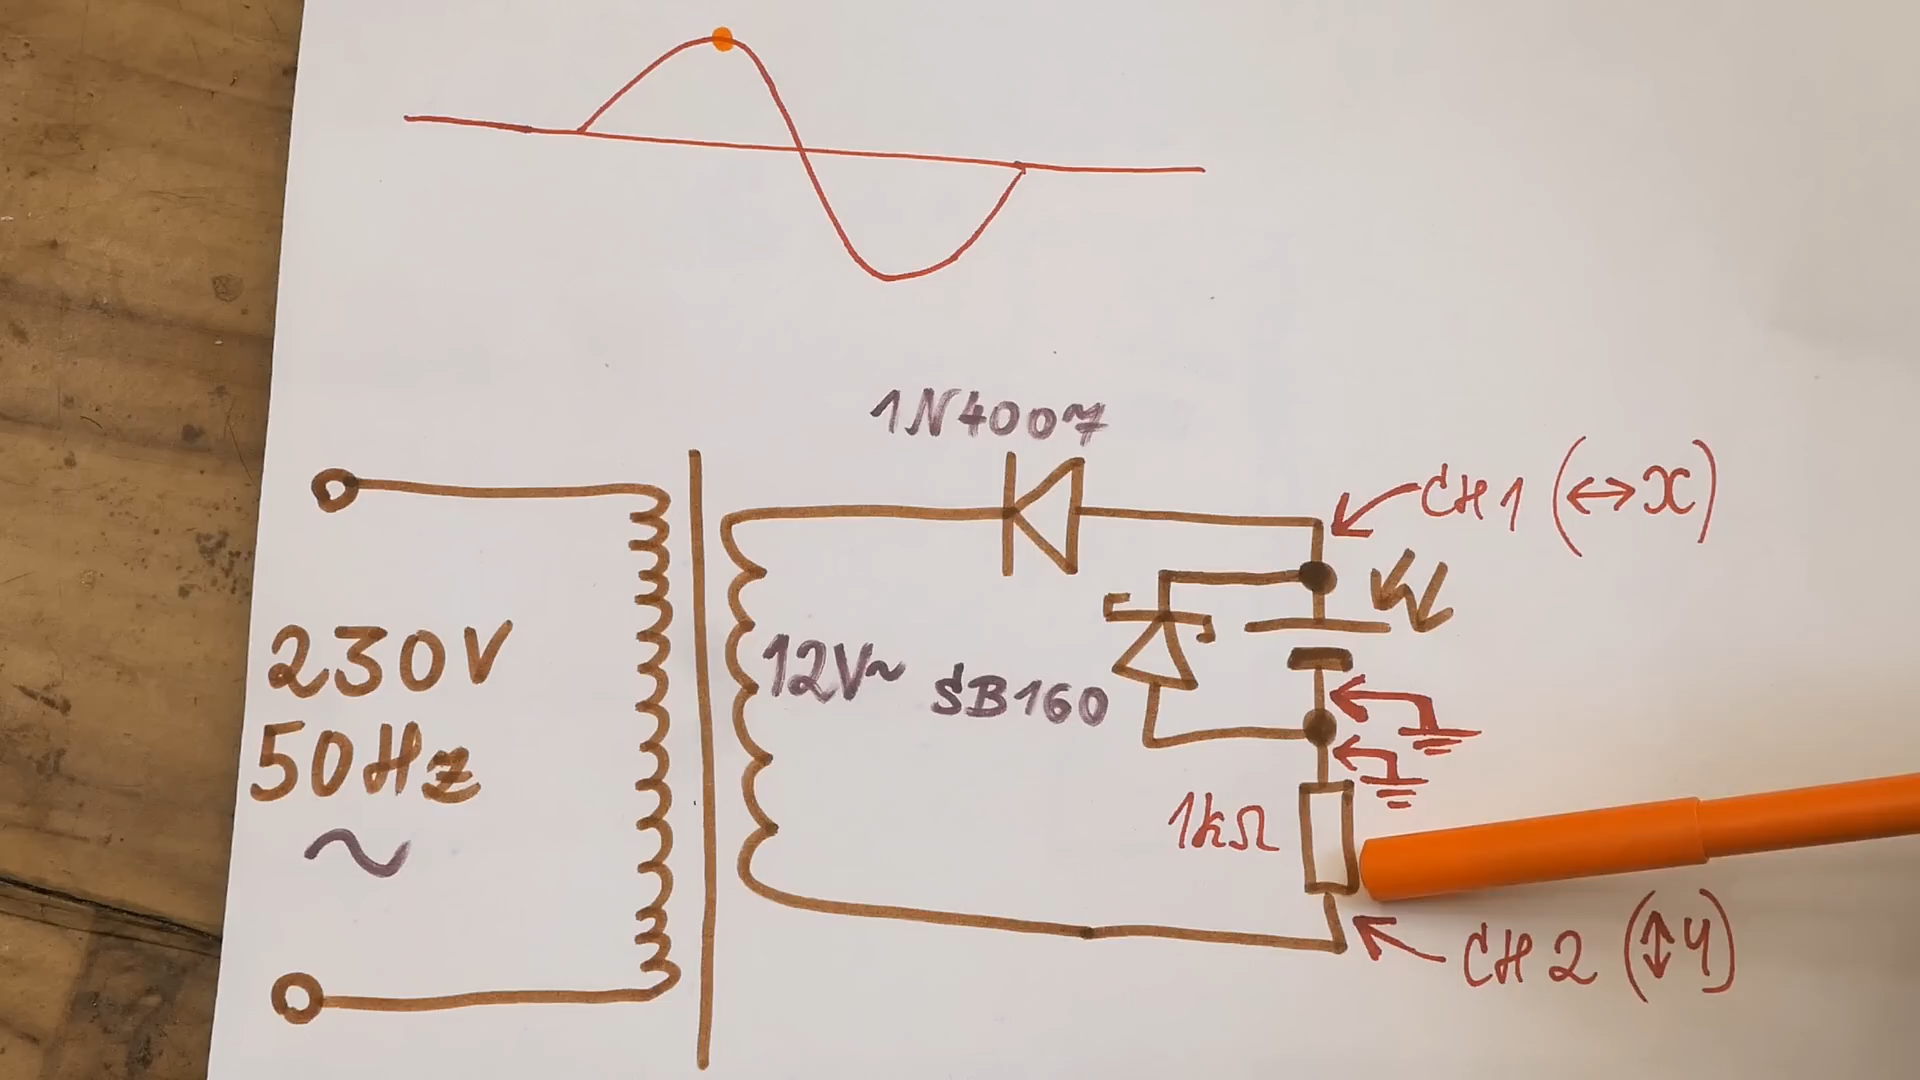 1N4007
CH1 (↔X)
230V
50Hz
~
12V~
SB160
1kΩ
CH2 (↕Y)